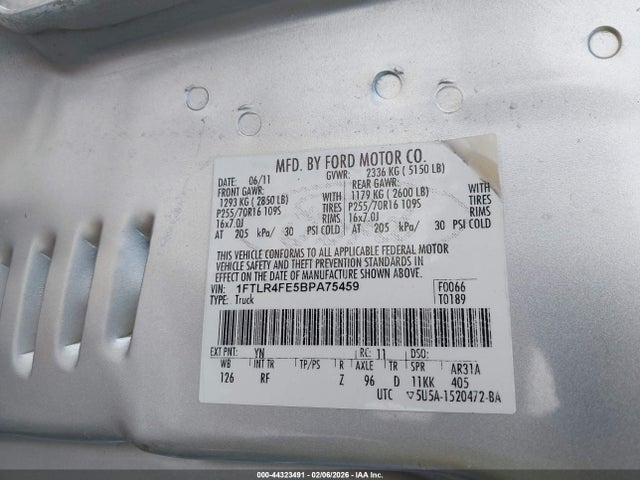 MFD. BY FORD MOTOR CO.
DATE: 06/11 GVWR: 2336 KG ( 5150 LB)
FRONT GAWR: REAR GAWR:
1293 KG ( 2850 LB) WITH 1179 KG ( 2600 LB) WITH
P255/70R16 109S TIRES P255/70R16 109S TIRES
16x7.0J RIMS 16x7.0J RIMS
AT 205 kPa/ 30 PSI COLD AT 205 kPa/ 30 PSI COLD
THIS VEHICLE CONFORMS TO ALL APPLICABLE FEDERAL MOTOR
VEHICLE SAFETY AND THEFT PREVENTION STANDARDS IN
EFFECT ON THE DATE OF MANUFACTURE SHOWN ABOVE.
VIN: 1FTLR4FE5BPA75459 F0066
TYPE: Truck T0189
EXT PNT: YN RC: 11 DSO:
WB INT TR TP/PS R AXLE TR SPR AR31A
126 RF Z 96 D 11KK 405
UTC ▽5U5A-1520472-BA
000-44323491 - 02/06/2026 - IAA Inc.